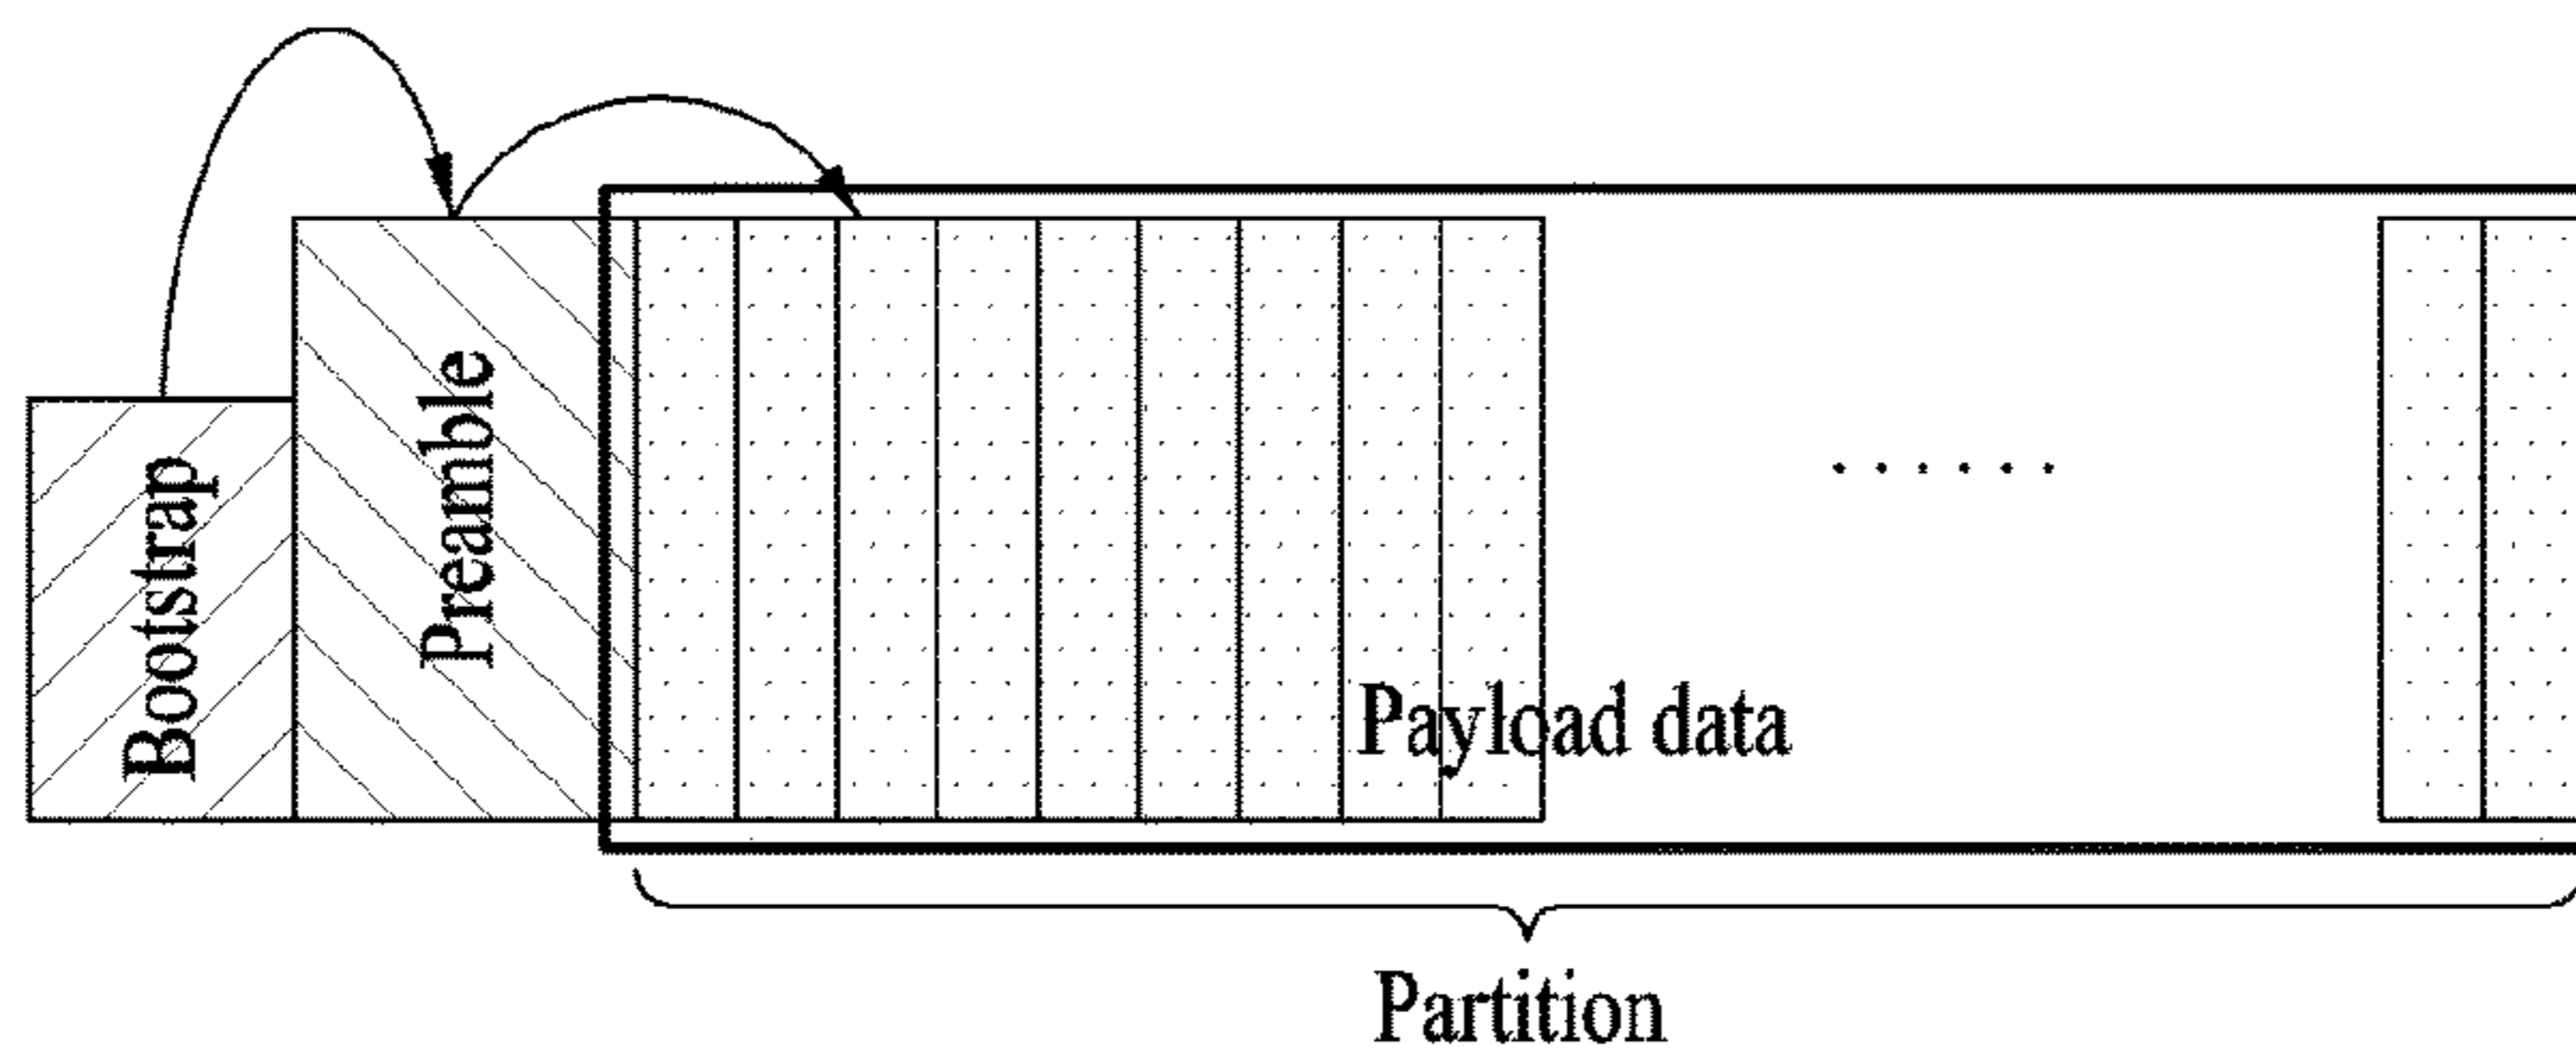 Bootstrap
Preamble
Payload data
......
Partition